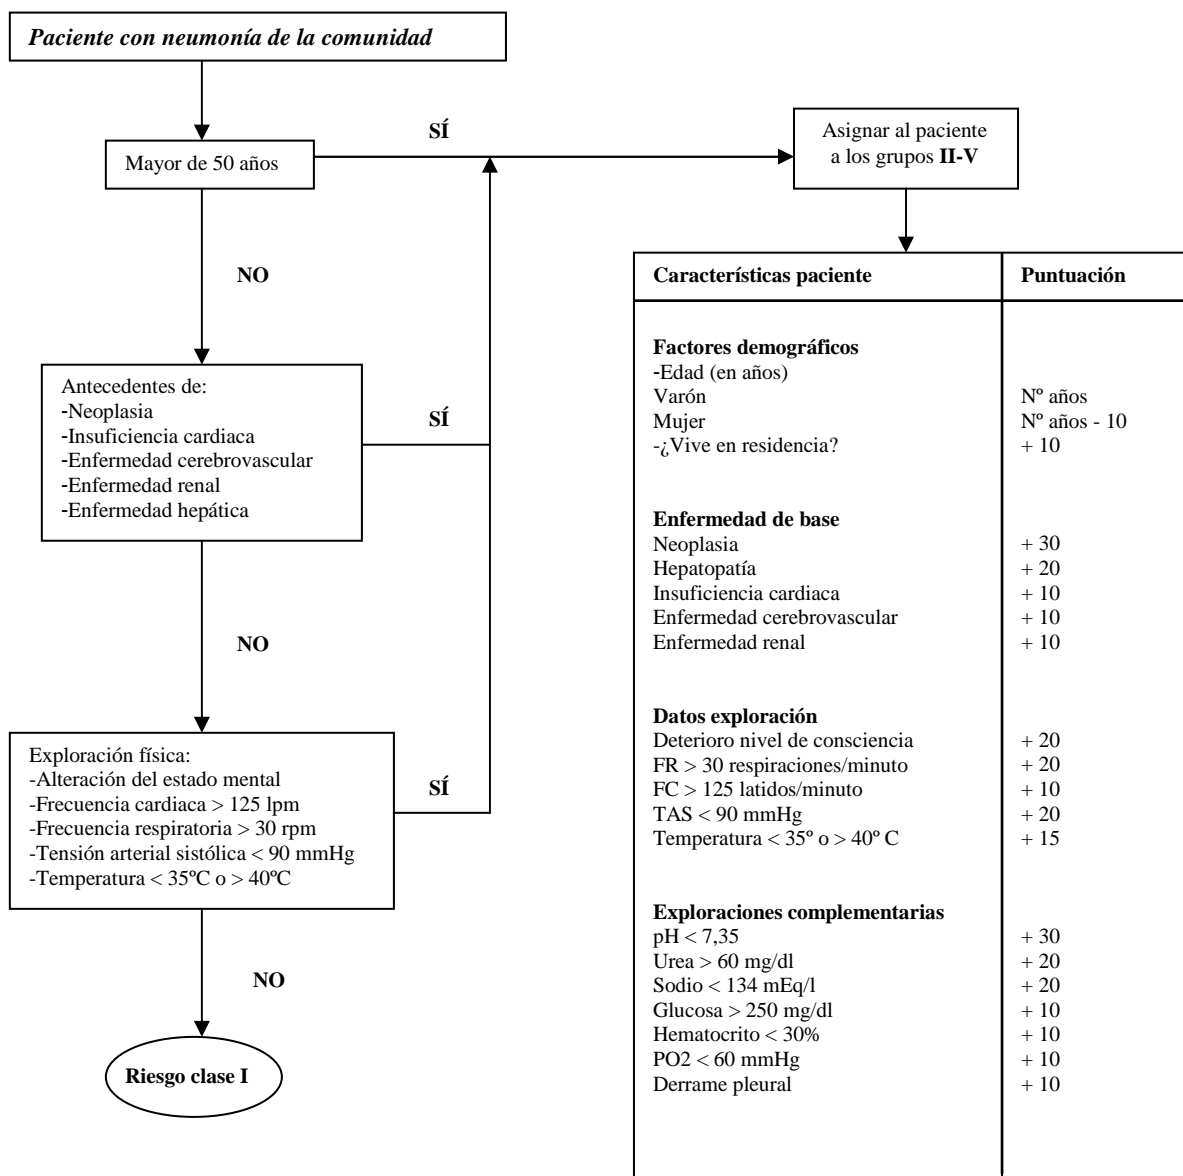 Paciente con neumonía de la comunidad
SÍ
Mayor de 50 años
Asignar al paciente
a los grupos II-V
NO
Antecedentes de:
-Neoplasia
-Insuficiencia cardiaca
-Enfermedad cerebrovascular
-Enfermedad renal
-Enfermedad hepática
SÍ
NO
Exploración física:
-Alteración del estado mental
-Frecuencia cardiaca > 125 lpm
-Frecuencia respiratoria > 30 rpm
-Tensión arterial sistólica < 90 mmHg
-Temperatura < 35ºC o > 40ºC
SÍ
NO
Riesgo clase I
Características paciente Puntuación
Factores demográficos
-Edad (en años)
Varón Nº años
Mujer Nº años - 10
-¿Vive en residencia? + 10
Enfermedad de base
Neoplasia + 30
Hepatopatía + 20
Insuficiencia cardiaca + 10
Enfermedad cerebrovascular + 10
Enfermedad renal + 10
Datos exploración
Deterioro nivel de consciencia + 20
FR > 30 respiraciones/minuto + 20
FC > 125 latidos/minuto + 10
TAS < 90 mmHg + 20
Temperatura < 35º o > 40º C + 15
Exploraciones complementarias
pH < 7,35 + 30
Urea > 60 mg/dl + 20
Sodio < 134 mEq/l + 20
Glucosa > 250 mg/dl + 10
Hematocrito < 30% + 10
PO2 < 60 mmHg + 10
Derrame pleural + 10